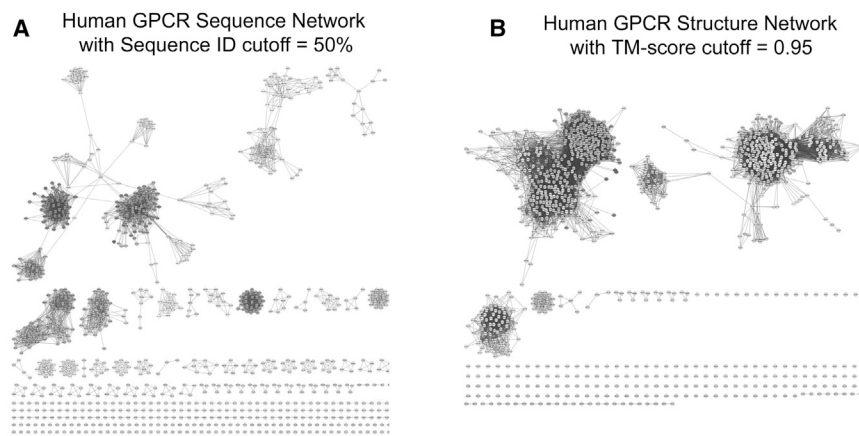 A
Human GPCR Sequence Network
with Sequence ID cutoff = 50%
B
Human GPCR Structure Network
with TM-score cutoff = 0.95